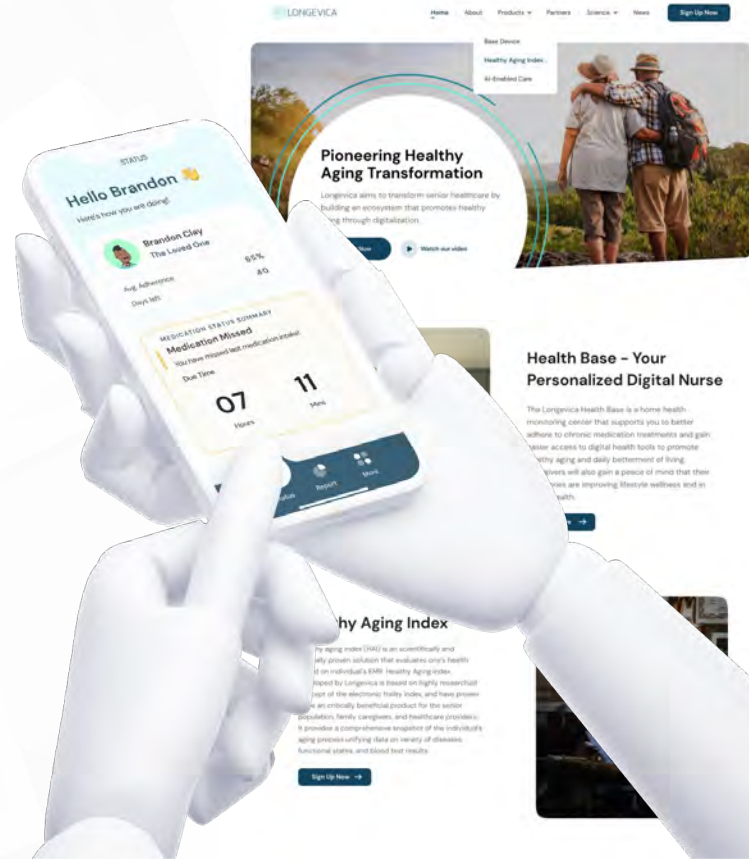 LONGEVICA
Home About Products Partners Science News Sign Up Now
Base Device
Healthy Aging Index
AI-Enabled Care
Pioneering Healthy
Aging Transformation
Longevica aims to transform senior healthcare by
building an ecosystem that promotes healthy
through digitalization.
Now Watch our video
STATUS
Hello Brandon 👋
Here's how you are doing!
Brandon Clay
The Loved One
Avg. Adherence 65%
Days left 40
MEDICATION STATUS SUMMARY
Medication Missed
You have missed last medication intake!
Due Time
07 11
Hours Mins
Report More
Health Base - Your
Personalized Digital Nurse
The Longevica Health Base is a home health
monitoring center that supports you to better
adhere to chronic medication treatments and gain
access to digital health tools to promote
aging and daily betterment of living.
will also gain a peace of mind that their
are improving lifestyle wellness and in
Aging Index
aging index (HAI) is an scientifically and
proven solution that evaluates one's health
on individual's EMR. Healthy Aging index,
by Longevica is based on highly researched
of the electronic frailty index, and have proven
an critically beneficial product for the senior
population, family caregivers, and healthcare providers.
It provides a comprehensive snapshot of the individual's
aging process unifying data on variety of diseases,
functional states, and blood test results.
Sign Up Now →